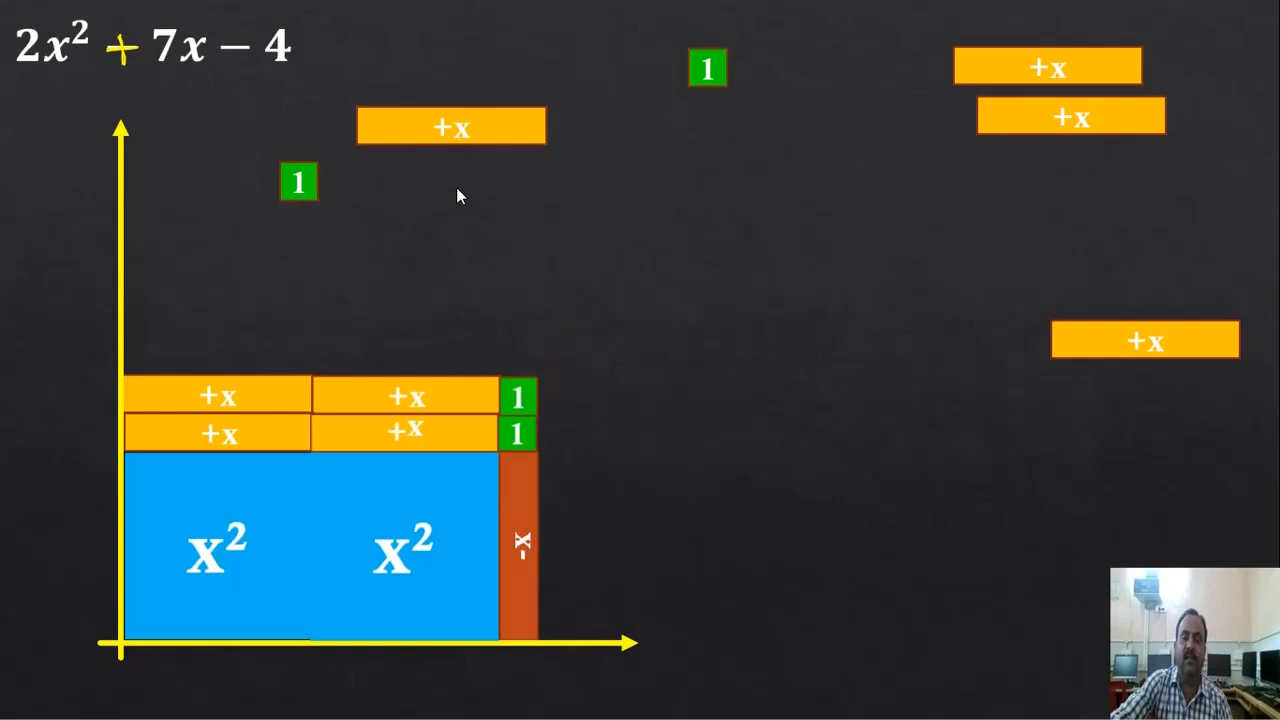 2x² + 7x − 4
1
+x
+x
+x
1
+x
+x +x 1
+x +x 1
x² x² -x